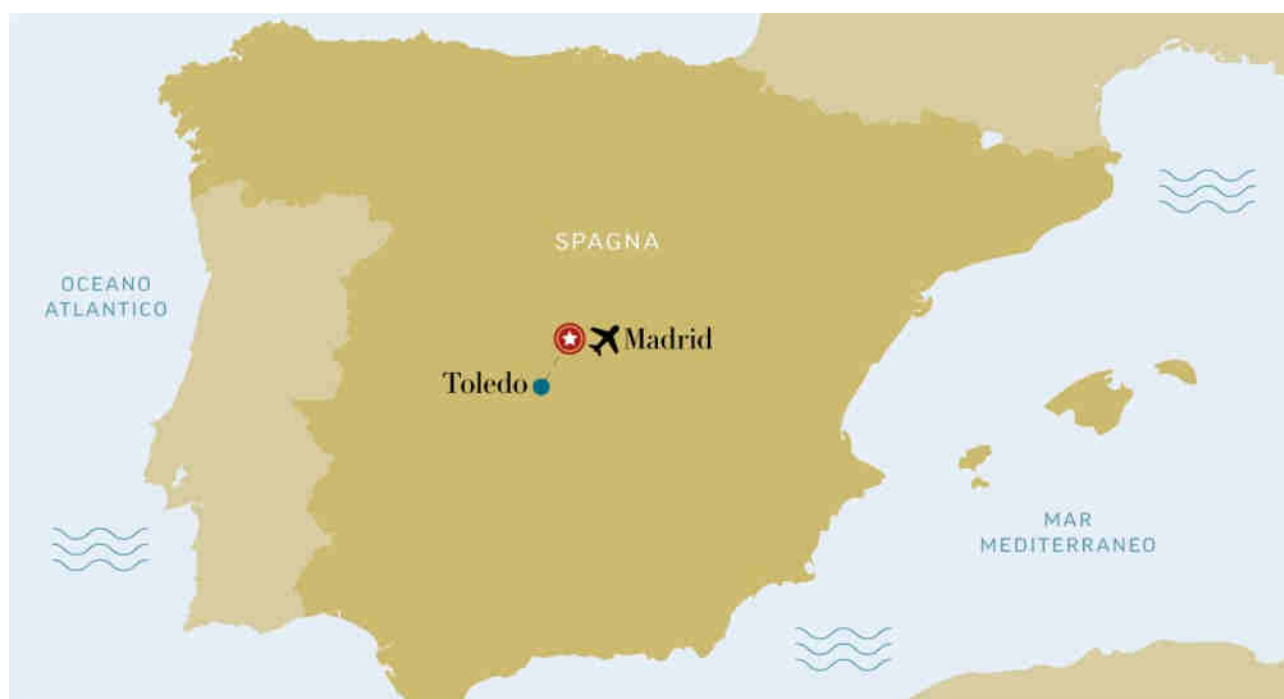 SPAGNA
OCEANO
ATLANTICO
Madrid
Toledo
MAR
MEDITERRANEO